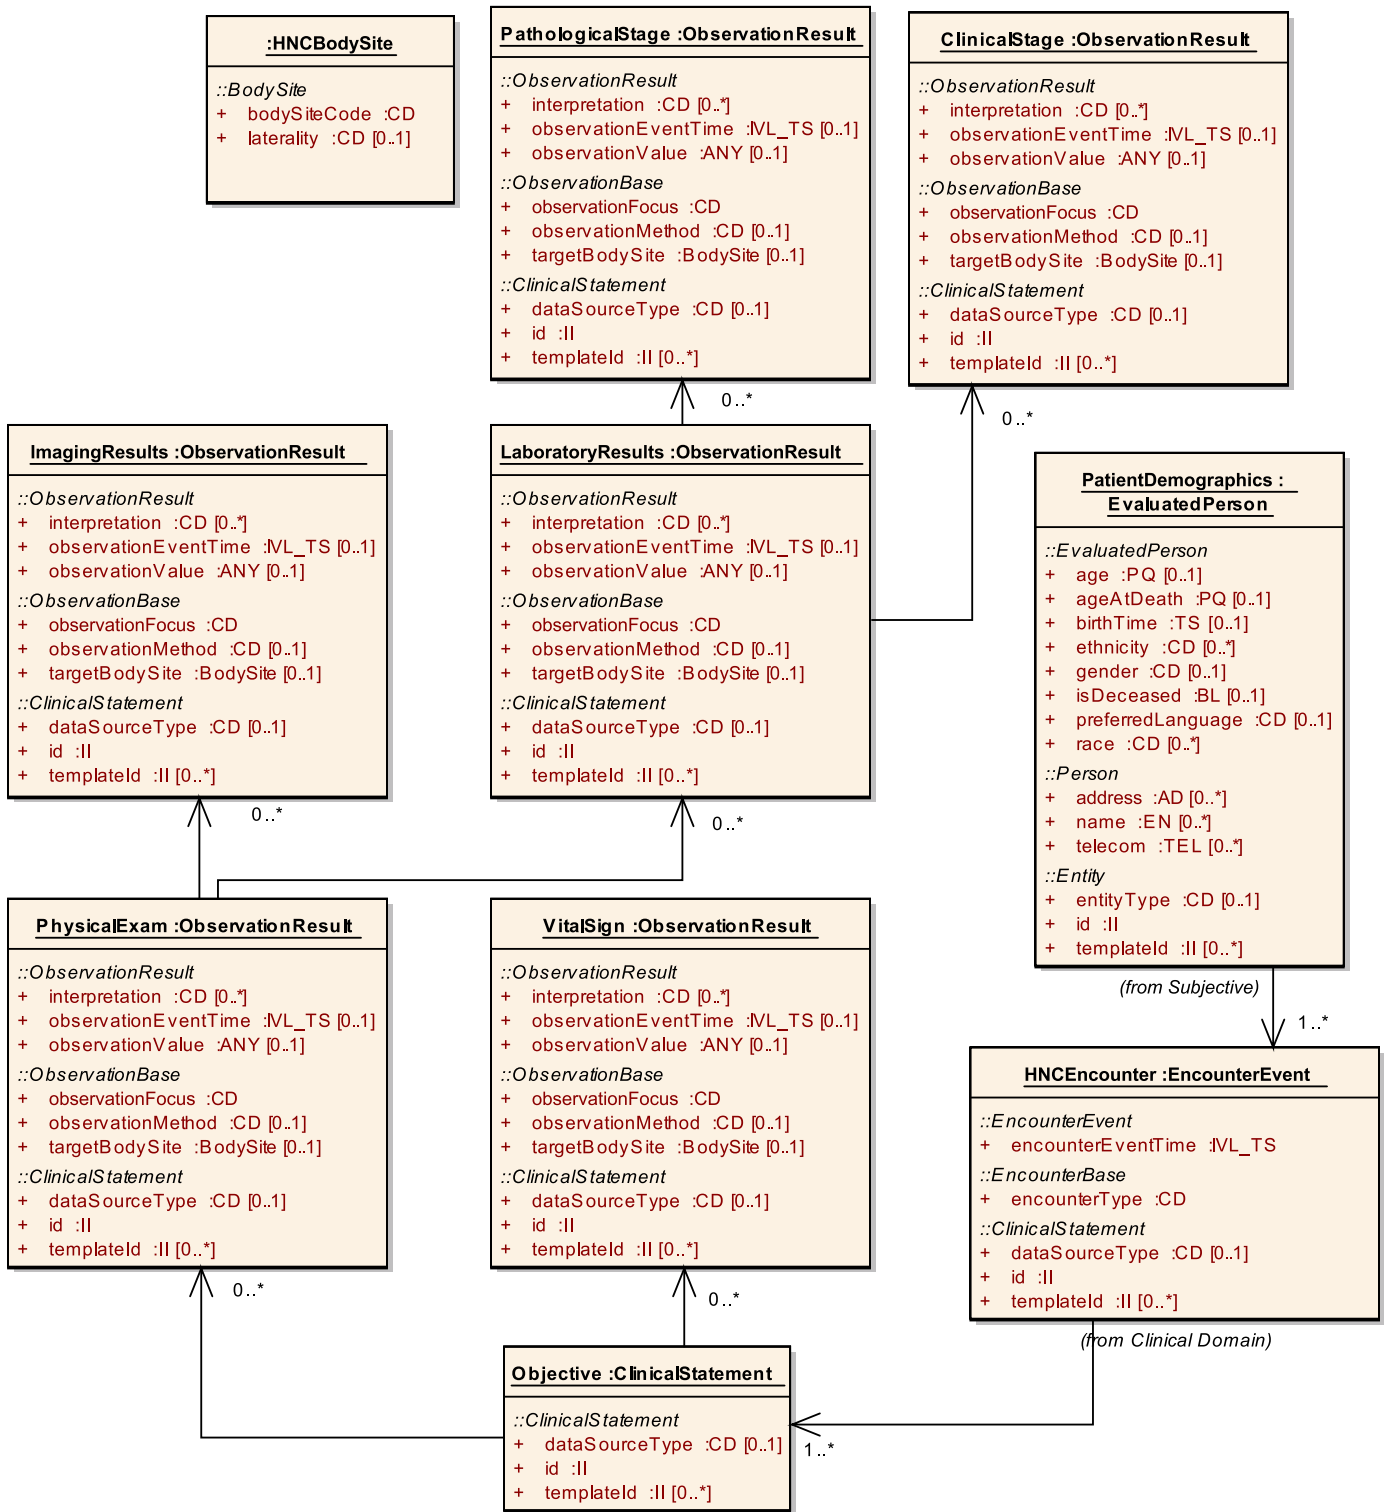 :HNCBodySite
::BodySite
+ bodySiteCode :CD
+ laterality :CD [0..1]
PathologicalStage :ObservationResult
::ObservationResult
+ interpretation :CD [0..*]
+ observationEventTime :IVL_TS [0..1]
+ observationValue :ANY [0..1]
::ObservationBase
+ observationFocus :CD
+ observationMethod :CD [0..1]
+ targetBodySite :BodySite [0..1]
::ClinicalStatement
+ dataSourceType :CD [0..1]
+ id :II
+ templateId :II [0..*]
0..*
ClinicalStage :ObservationResult
::ObservationResult
+ interpretation :CD [0..*]
+ observationEventTime :IVL_TS [0..1]
+ observationValue :ANY [0..1]
::ObservationBase
+ observationFocus :CD
+ observationMethod :CD [0..1]
+ targetBodySite :BodySite [0..1]
::ClinicalStatement
+ dataSourceType :CD [0..1]
+ id :II
+ templateId :II [0..*]
0..*
ImagingResults :ObservationResult
::ObservationResult
+ interpretation :CD [0..*]
+ observationEventTime :IVL_TS [0..1]
+ observationValue :ANY [0..1]
::ObservationBase
+ observationFocus :CD
+ observationMethod :CD [0..1]
+ targetBodySite :BodySite [0..1]
::ClinicalStatement
+ dataSourceType :CD [0..1]
+ id :II
+ templateId :II [0..*]
0..*
LaboratoryResults :ObservationResult
::ObservationResult
+ interpretation :CD [0..*]
+ observationEventTime :IVL_TS [0..1]
+ observationValue :ANY [0..1]
::ObservationBase
+ observationFocus :CD
+ observationMethod :CD [0..1]
+ targetBodySite :BodySite [0..1]
::ClinicalStatement
+ dataSourceType :CD [0..1]
+ id :II
+ templateId :II [0..*]
0..*
PatientDemographics :
EvaluatedPerson
::EvaluatedPerson
+ age :PQ [0..1]
+ ageAtDeath :PQ [0..1]
+ birthTime :TS [0..1]
+ ethnicity :CD [0..*]
+ gender :CD [0..1]
+ isDeceased :BL [0..1]
+ preferredLanguage :CD [0..1]
+ race :CD [0..*]
::Person
+ address :AD [0..*]
+ name :EN [0..*]
+ telecom :TEL [0..*]
::Entity
+ entityType :CD [0..1]
+ id :II
+ templateId :II [0..*]
(from Subjective)
1..*
PhysicalExam :ObservationResult
::ObservationResult
+ interpretation :CD [0..*]
+ observationEventTime :IVL_TS [0..1]
+ observationValue :ANY [0..1]
::ObservationBase
+ observationFocus :CD
+ observationMethod :CD [0..1]
+ targetBodySite :BodySite [0..1]
::ClinicalStatement
+ dataSourceType :CD [0..1]
+ id :II
+ templateId :II [0..*]
0..*
VitalSign :ObservationResult
::ObservationResult
+ interpretation :CD [0..*]
+ observationEventTime :IVL_TS [0..1]
+ observationValue :ANY [0..1]
::ObservationBase
+ observationFocus :CD
+ observationMethod :CD [0..1]
+ targetBodySite :BodySite [0..1]
::ClinicalStatement
+ dataSourceType :CD [0..1]
+ id :II
+ templateId :II [0..*]
0..*
HNCEncounter :EncounterEvent
::EncounterEvent
+ encounterEventTime :IVL_TS
::EncounterBase
+ encounterType :CD
::ClinicalStatement
+ dataSourceType :CD [0..1]
+ id :II
+ templateId :II [0..*]
(from Clinical Domain)
Objective :ClinicalStatement
::ClinicalStatement
+ dataSourceType :CD [0..1]
+ id :II
+ templateId :II [0..*]
1..*